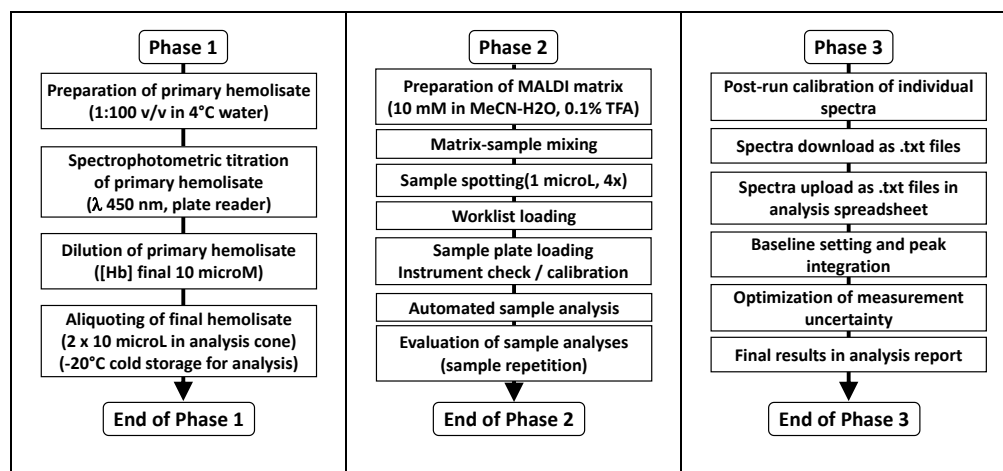 Phase 1
Preparation of primary hemolisate
(1:100 v/v in 4°C water)
Spectrophotometric titration
of primary hemolisate
(λ 450 nm, plate reader)
Dilution of primary hemolisate
([Hb] final 10 microM)
Aliquoting of final hemolisate
(2 x 10 microL in analysis cone)
(-20°C cold storage for analysis)
End of Phase 1
Phase 2
Preparation of MALDI matrix
(10 mM in MeCN-H2O, 0.1% TFA)
Matrix-sample mixing
Sample spotting(1 microL, 4x)
Worklist loading
Sample plate loading
Instrument check / calibration
Automated sample analysis
Evaluation of sample analyses
(sample repetition)
End of Phase 2
Phase 3
Post-run calibration of individual
spectra
Spectra download as .txt files
Spectra upload as .txt files in
analysis spreadsheet
Baseline setting and peak
integration
Optimization of measurement
uncertainty
Final results in analysis report
End of Phase 3